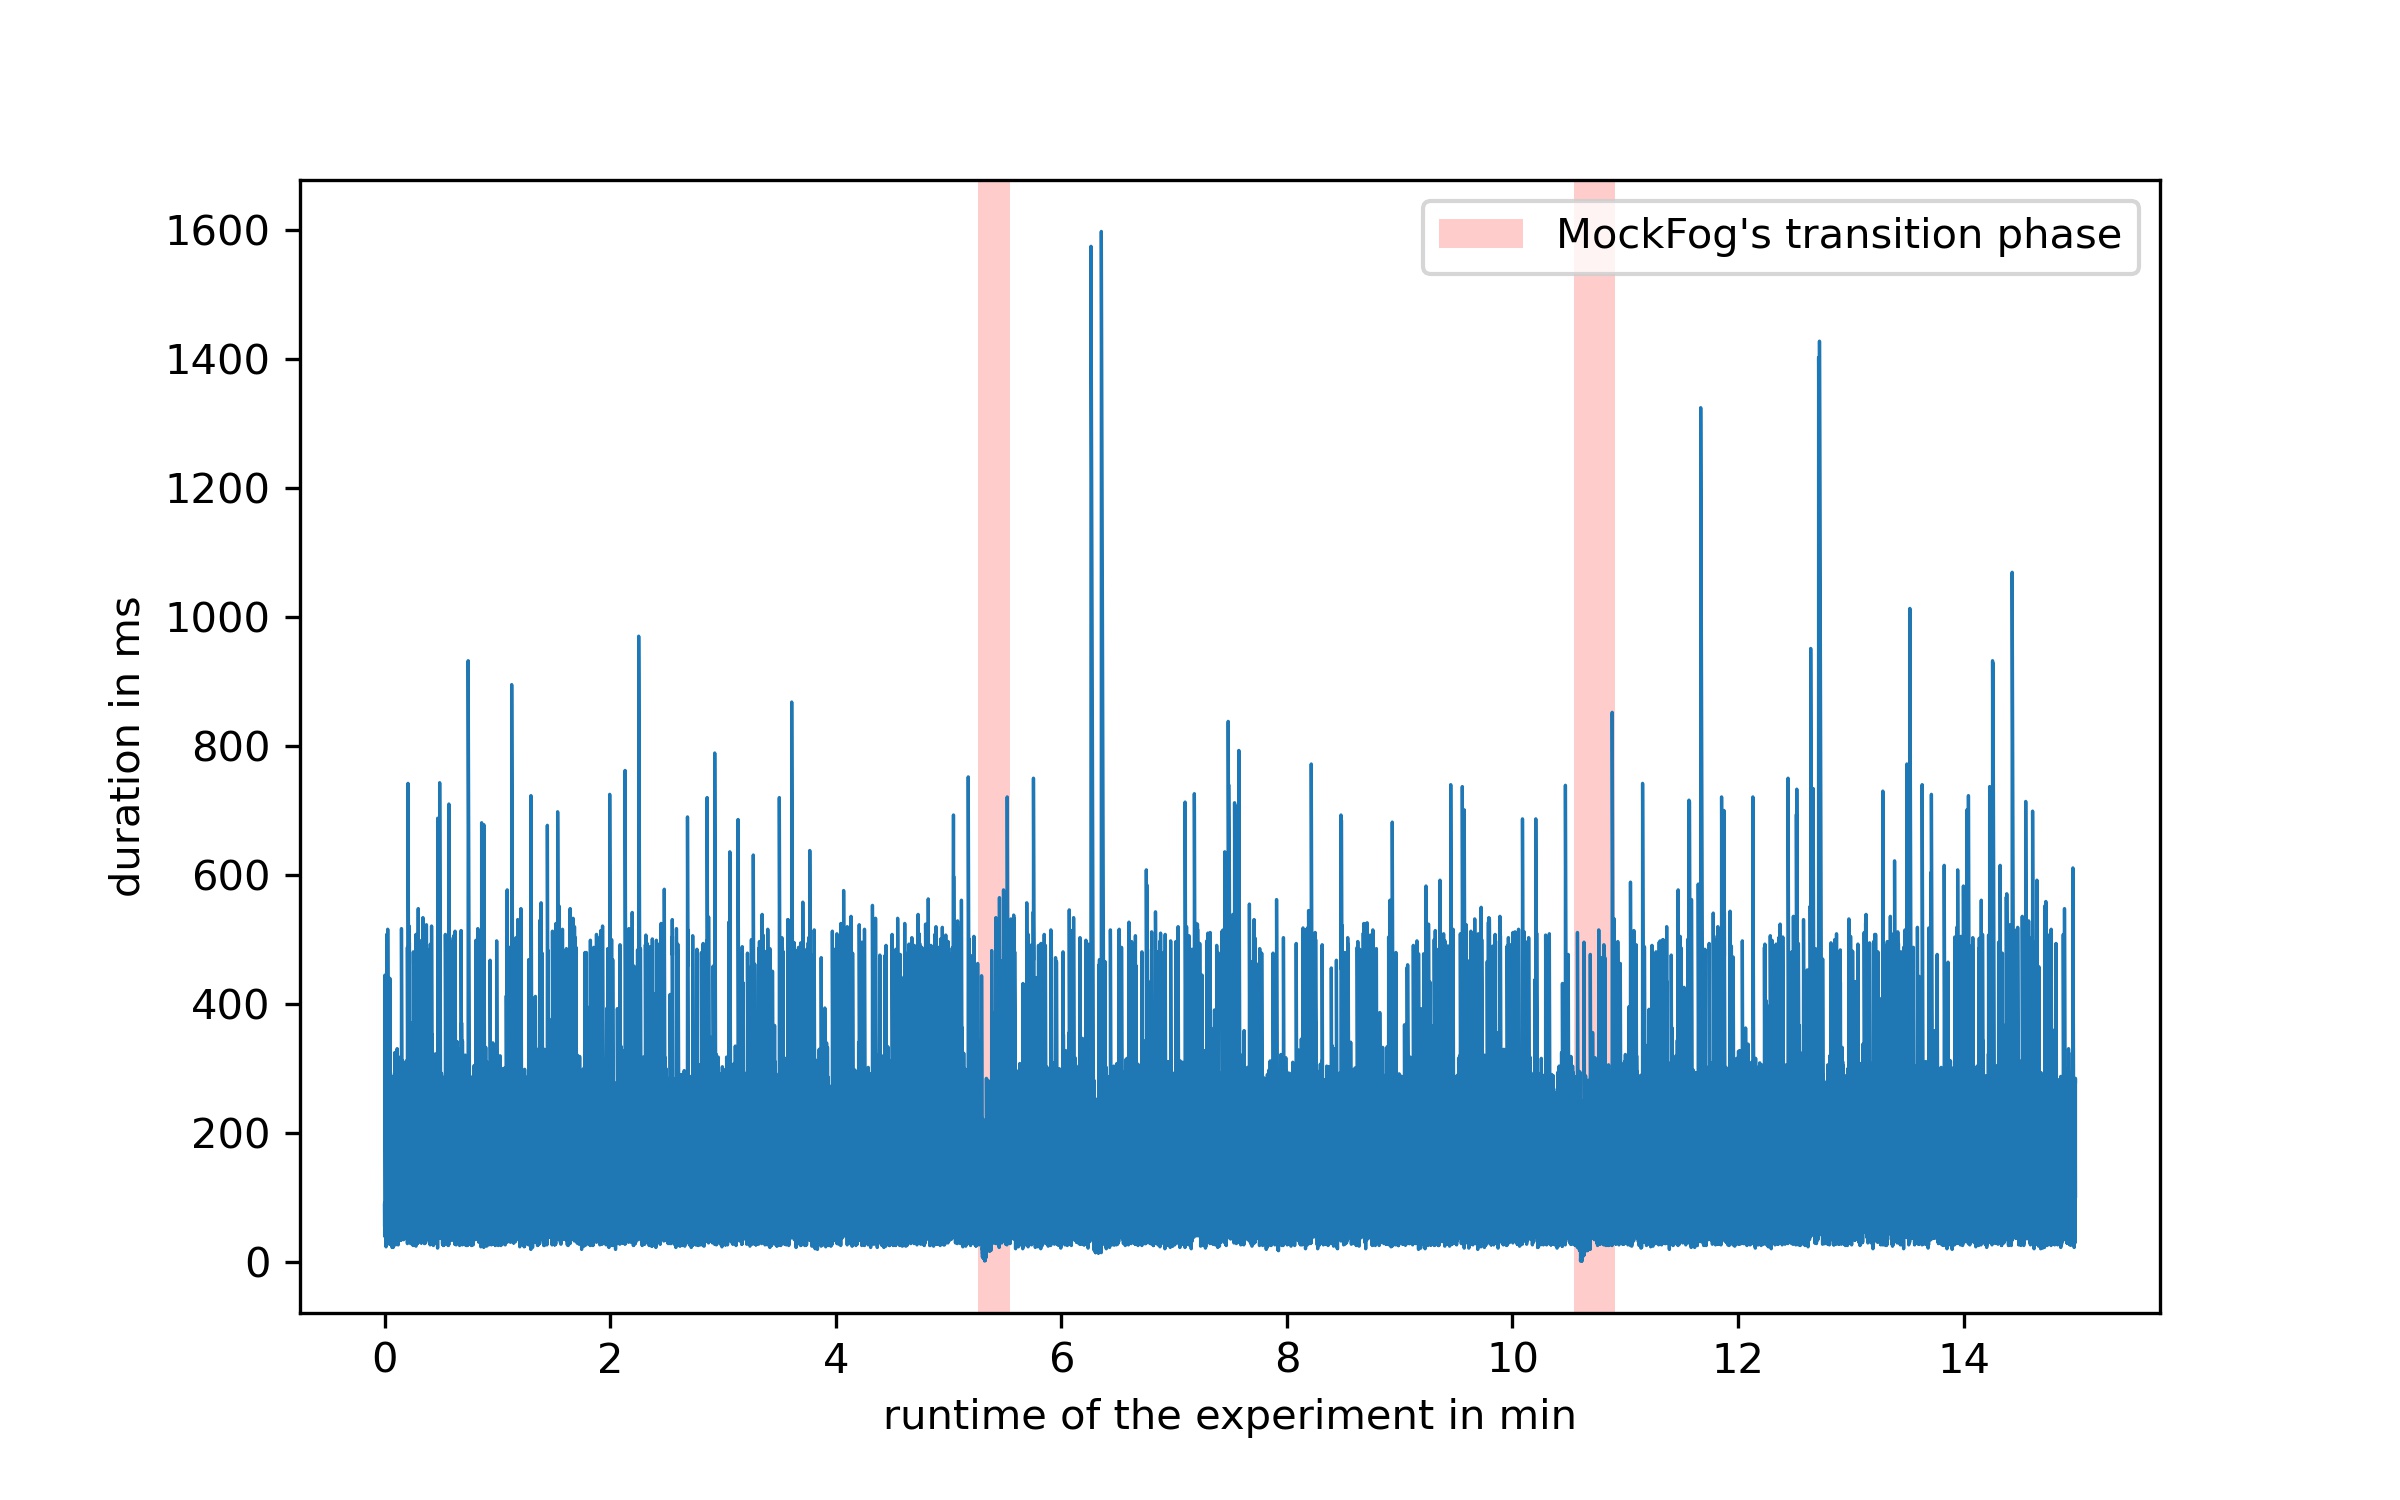 MockFog's transition phase
1600
1400
1200
1000
800
600
400
200
0
duration in ms
0 2 4 6 8 10 12 14
runtime of the experiment in min